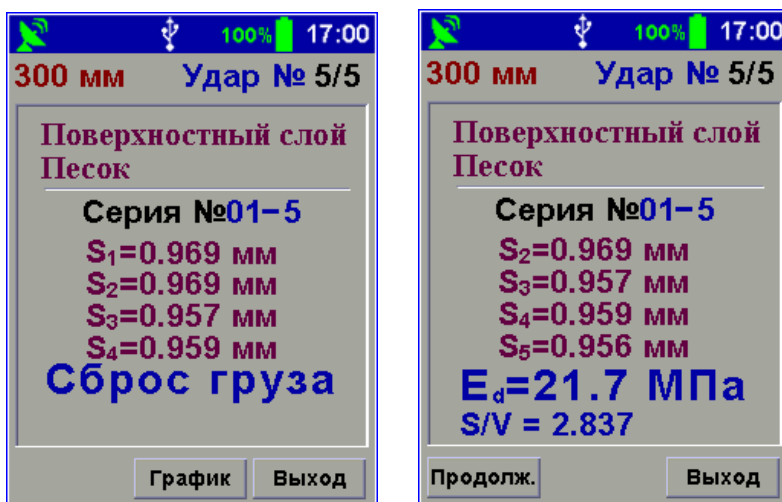 100% 17:00
300 мм Удар № 5/5
Поверхностный слой
Песок
Серия №01-5
S₁=0.969 мм
S₂=0.969 мм
S₃=0.957 мм
S₄=0.959 мм
Сброс груза
График Выход
100% 17:00
300 мм Удар № 5/5
Поверхностный слой
Песок
Серия №01-5
S₂=0.969 мм
S₃=0.957 мм
S₄=0.959 мм
S₅=0.956 мм
E_d=21.7 МПа
S/V = 2.837
Продолж. Выход